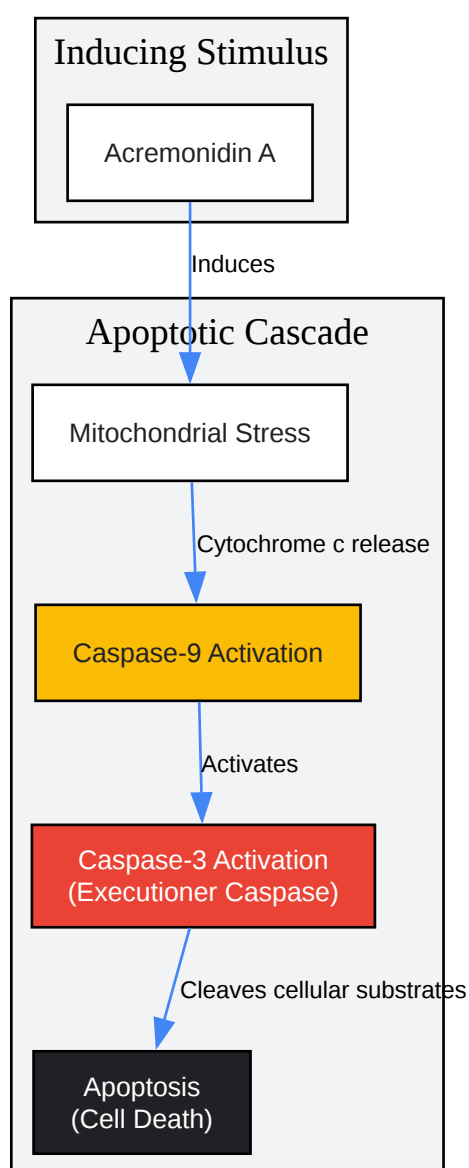 Inducing Stimulus
Acremonidin A
Induces
Apoptotic Cascade
Mitochondrial Stress
Cytochrome c release
Caspase-9 Activation
Activates
Caspase-3 Activation
(Executioner Caspase)
Cleaves cellular substrates
Apoptosis
(Cell Death)